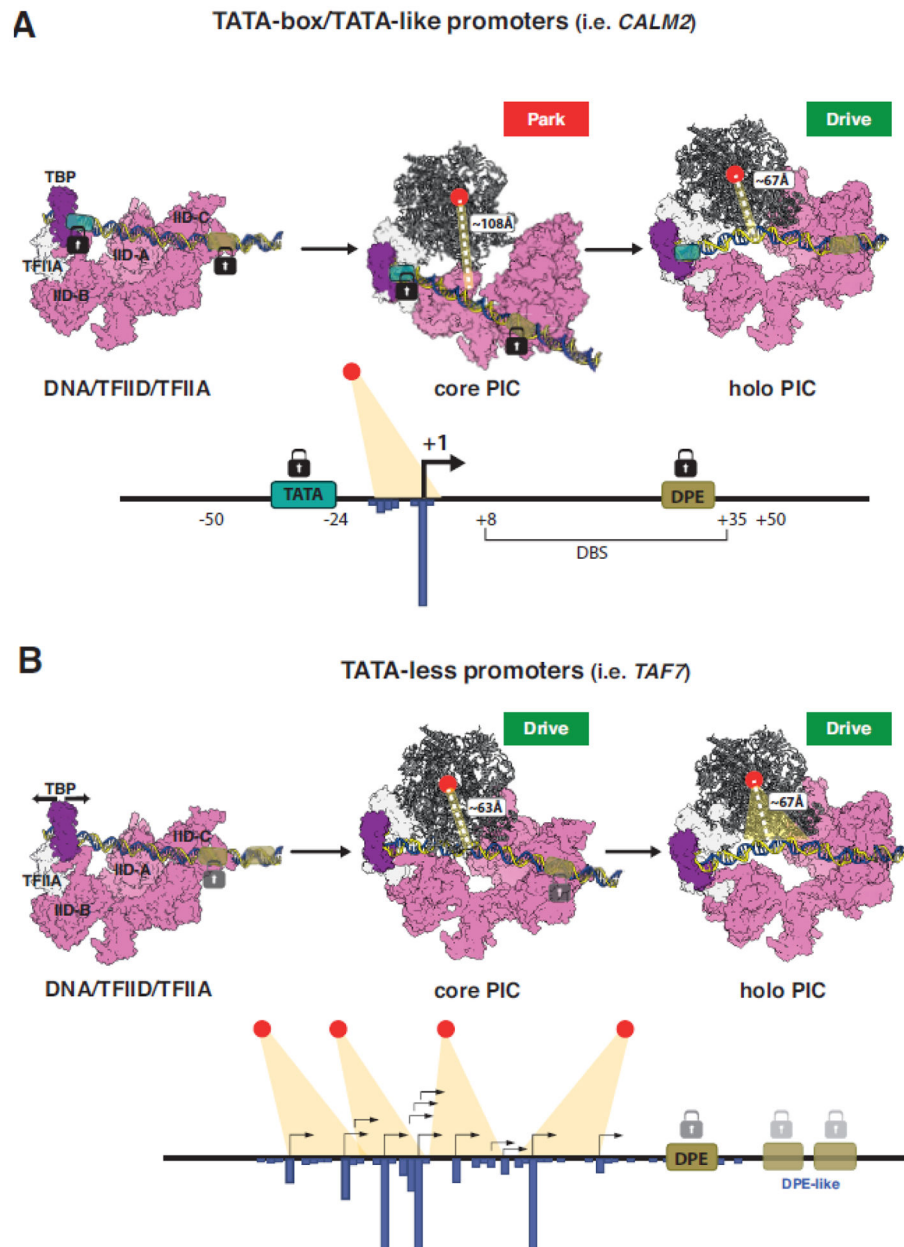 A
TATA-box/TATA-like promoters (i.e. CALM2)
Park
Drive
TBP
IID-C
~108Å
~67Å
TFIIA
IID-A
IID-B
DNA/TFIID/TFIIA
core PIC
holo PIC
+1
TATA
DPE
-50
-24
+8
+35
+50
DBS
B
TATA-less promoters (i.e. TAF7)
Drive
Drive
TBP
IID-C
~63Å
~67Å
TFIIA
IID-A
IID-B
DNA/TFIID/TFIIA
core PIC
holo PIC
DPE
DPE-like